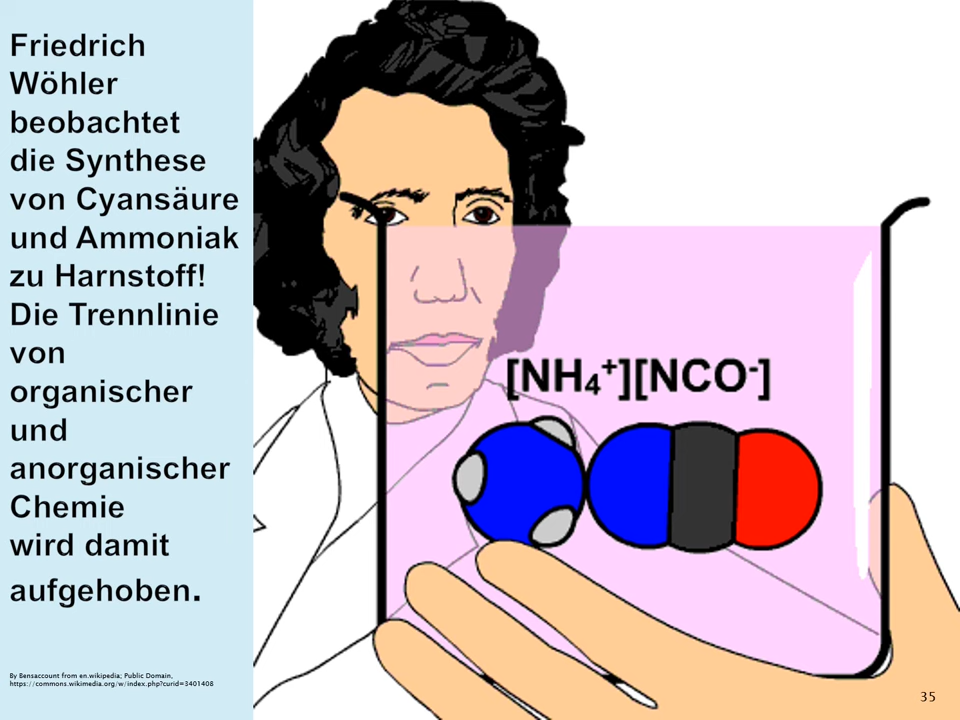 Friedrich
Wöhler
beobachtet
die Synthese
von Cyansäure
und Ammoniak
zu Harnstoff!
Die Trennlinie
von
organischer
und
anorganischer
Chemie
wird damit
aufgehoben.
[NH₄⁺][NCO⁻]
By Bensaccount from en.wikipedia; Public Domain,
https://commons.wikimedia.org/w/index.php?curid=3401408
35